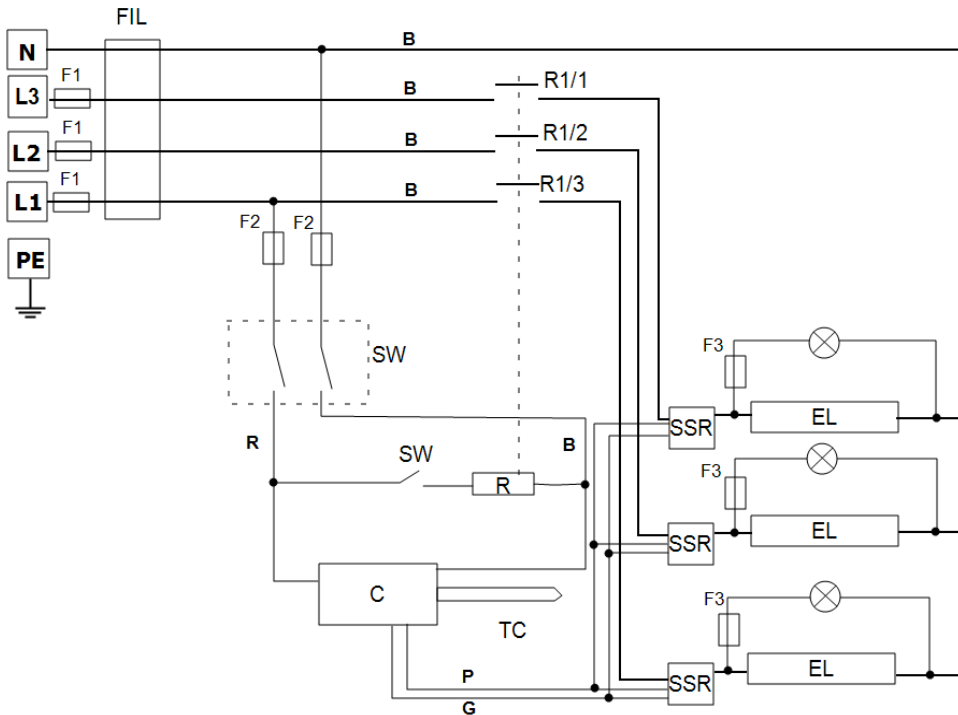 FIL
N
B
F1
L3
B
R1/1
F1
L2
B
R1/2
F1
L1
B
R1/3
F2
F2
PE
SW
F3
EL
SSR
R
SW
B
R
F3
EL
SSR
C
TC
F3
P
EL
SSR
G